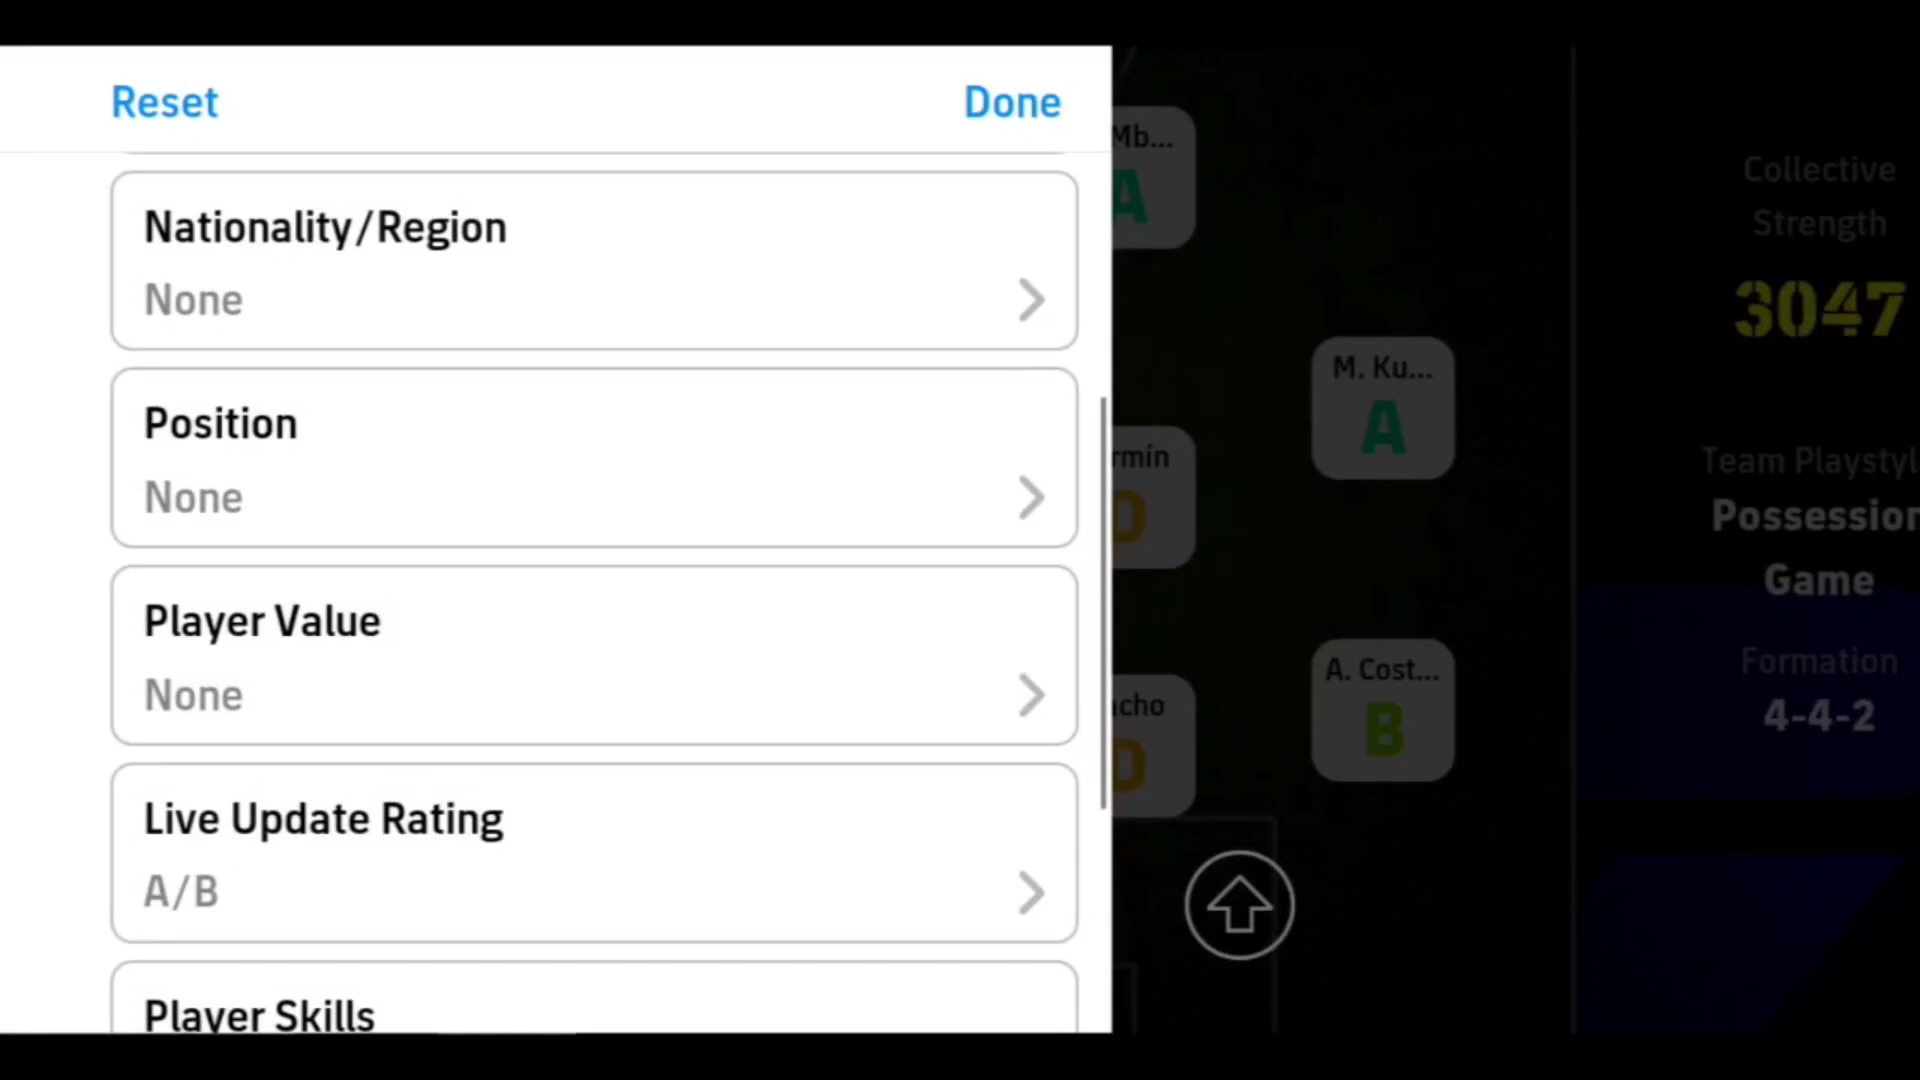 Reset
Done
Nationality/Region
None
Position
None
Player Value
None
Live Update Rating
A/B
Player Skills
Mb...
A
M. Ku...
A
rmín
D
A. Cost...
B
cho
D
Collective
Strength
3047
Team Playstyl
Possession
Game
Formation
4-4-2